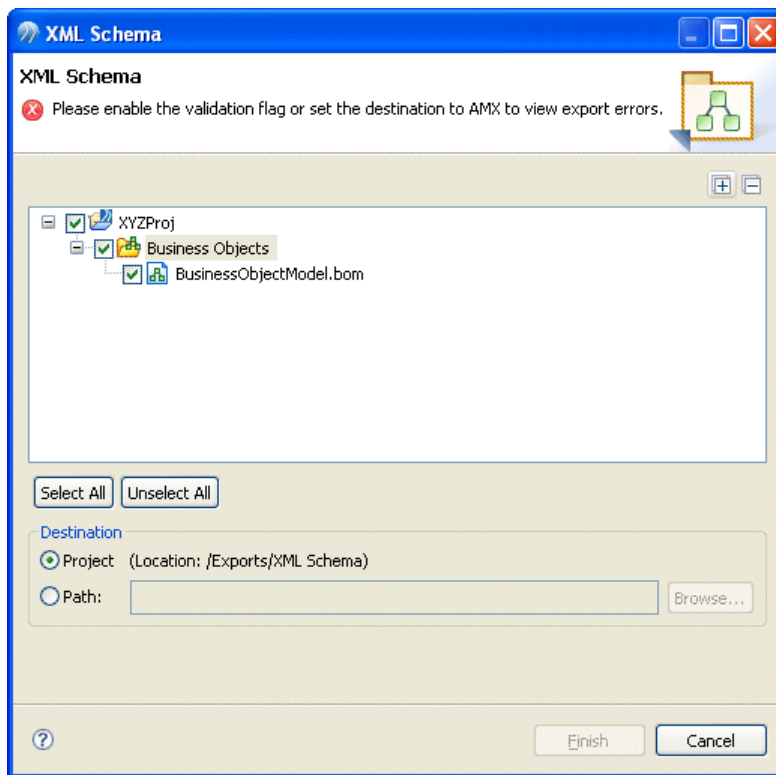 XML Schema
XML Schema
Please enable the validation flag or set the destination to AMX to view export errors.
XYZProj
Business Objects
BusinessObjectModel.bom
Select All Unselect All
Destination
Project (Location: /Exports/XML Schema)
Path: Browse...
Finish Cancel